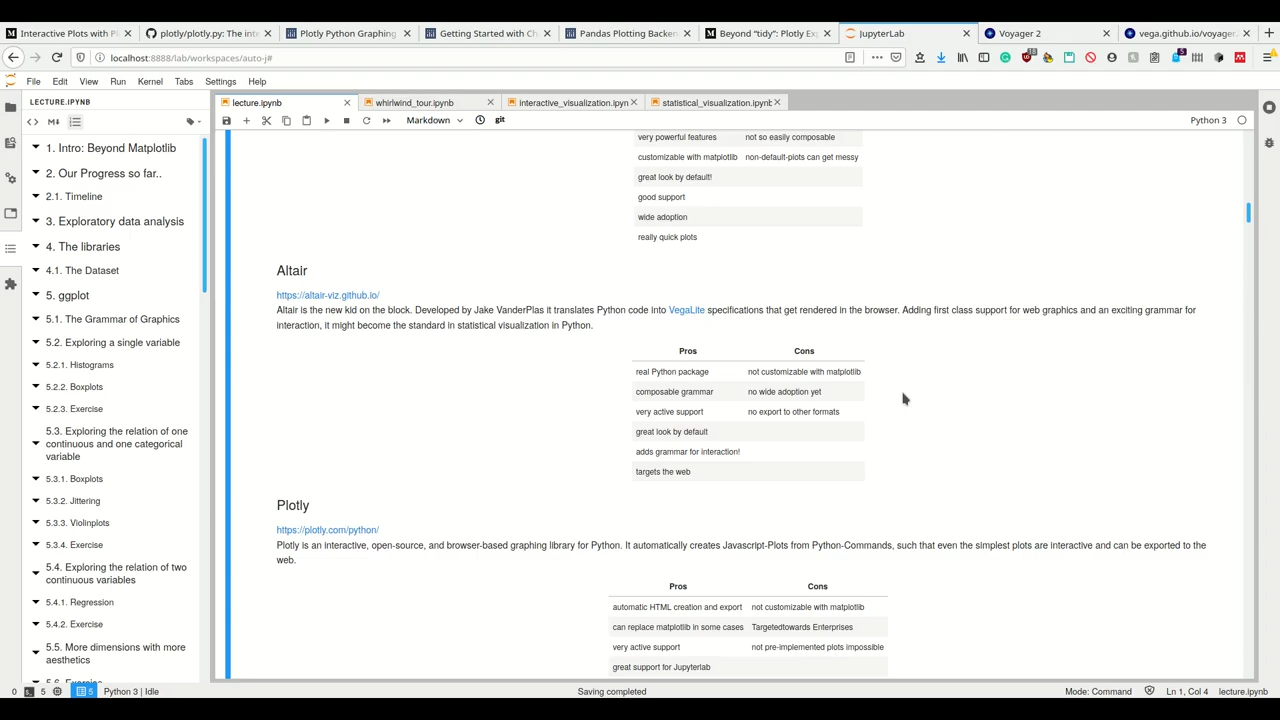 Interactive Plots with Pl
plotly/plotly.py: The inte
Plotly Python Graphing
Getting Started with Ch
Pandas Plotting Backen
Beyond “tidy”: Plotly Exp
JupyterLab
Voyager 2
vega.github.io/voyager
localhost:8888/lab/workspaces/auto-j#
File Edit View Run Kernel Tabs Settings Help
LECTURE.IPYNB
lecture.ipynb
whirlwind_tour.ipynb
interactive_visualization.ipyn
statistical_visualization.ipynb
Markdown
git
Python 3
1. Intro: Beyond Matplotlib
2. Our Progress so far..
2.1. Timeline
3. Exploratory data analysis
4. The libraries
4.1. The Dataset
5. ggplot
5.1. The Grammar of Graphics
5.2. Exploring a single variable
5.2.1. Histograms
5.2.2. Boxplots
5.2.3. Exercise
5.3. Exploring the relation of one
continuous and one categorical
variable
5.3.1. Boxplots
5.3.2. Jittering
5.3.3. Violinplots
5.3.4. Exercise
5.4. Exploring the relation of two
continuous variables
5.4.1. Regression
5.4.2. Exercise
5.5. More dimensions with more
aesthetics
very powerful features not so easily composable
customizable with matplotlib non-default-plots can get messy
great look by default!
good support
wide adoption
really quick plots
Altair
https://altair-viz.github.io/
Altair is the new kid on the block. Developed by Jake VanderPlas it translates Python code into VegaLite specifications that get rendered in the browser. Adding first class support for web graphics and an exciting grammar for
interaction, it might become the standard in statistical visualization in Python.
Pros Cons
real Python package not customizable with matplotlib
composable grammar no wide adoption yet
very active support no export to other formats
great look by default
adds grammar for interaction!
targets the web
Plotly
https://plotly.com/python/
Plotly is an interactive, open-source, and browser-based graphing library for Python. It automatically creates Javascript-Plots from Python-Commands, such that even the simplest plots are interactive and can be exported to the
web.
Pros Cons
automatic HTML creation and export not customizable with matplotlib
can replace matplotlib in some cases Targetedtowards Enterprises
very active support not pre-implemented plots impossible
great support for Jupyterlab
0 5 5 Python 3 | Idle
Saving completed
Mode: Command
Ln 1, Col 4
lecture.ipynb